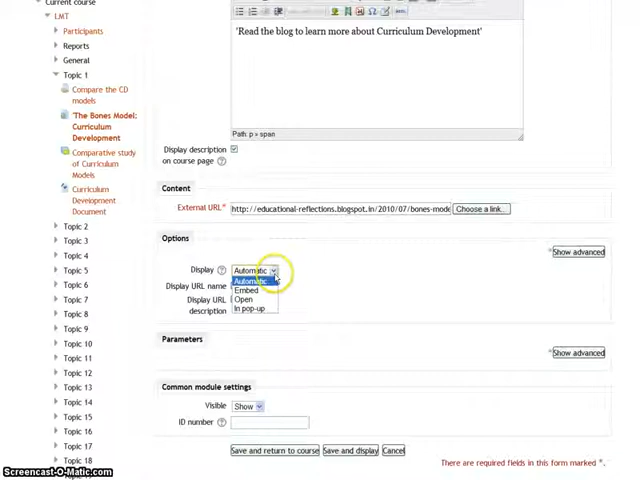 Current course
LMT
Participants
Reports
General
Topic 1
Compare the CD
models
'The Bones Model:
Curriculum
Development
Comparative study
of Curriculum
Models
Curriculum
Development
Document
Topic 2
Topic 3
Topic 4
Topic 5
Topic 6
Topic 7
Topic 8
Topic 9
Topic 10
Topic 11
Topic 12
Topic 13
Topic 14
Topic 15
Topic 16
Topic 17
Topic 18
'Read the blog to learn more about Curriculum Development'
Path: p » span
Display description
on course page
Content
External URL* http://educational-reflections.blogspot.in/2010/07/bones-mode Choose a link...
Options
* Show advanced
Display Automatic
Automatic
Embed
Open
In pop-up
Display URL name
Display URL
description
Parameters
* Show advanced
Common module settings
Visible Show
ID number
Save and return to course Save and display Cancel
There are required fields in this form marked *.
Screencast-O-Matic.com